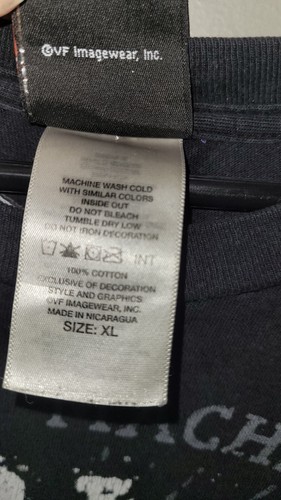 ©VF Imagewear, Inc.
MACHINE WASH COLD
WITH SIMILAR COLORS
INSIDE OUT
DO NOT BLEACH
TUMBLE DRY LOW
DO NOT IRON DECORATION
INT
100% COTTON
EXCLUSIVE OF DECORATION
STYLE AND GRAPHICS
©VF IMAGEWEAR, INC.
MADE IN NICARAGUA
SIZE: XL